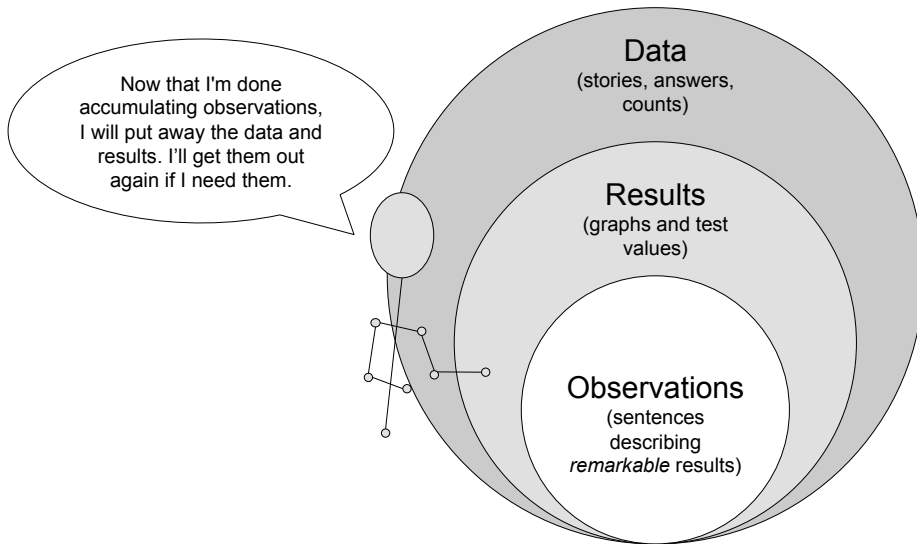 Now that I'm done
accumulating observations,
I will put away the data and
results. I’ll get them out
again if I need them.
Data
(stories, answers,
counts)
Results
(graphs and test
values)
Observations
(sentences
describing
remarkable results)